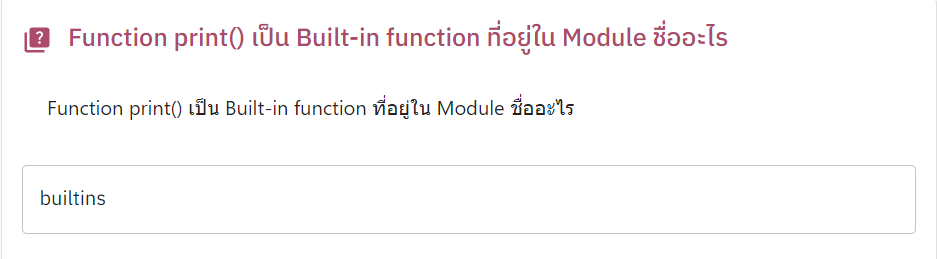 Function print() เป็น Built-in function ที่อยู่ใน Module ชื่ออะไร
Function print() เป็น Built-in function ที่อยู่ใน Module ชื่ออะไร
builtins